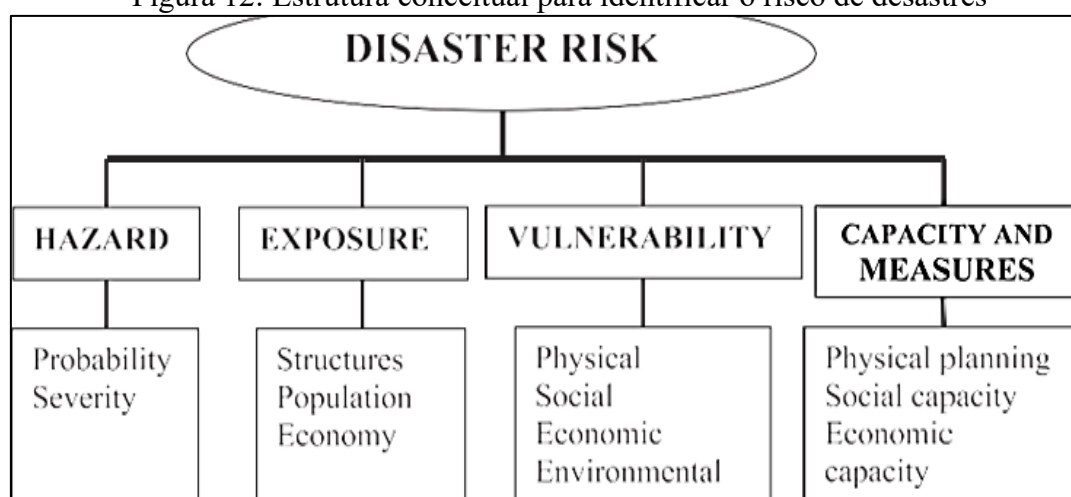 Figura 12: Estrutura conceitual para identificar o risco de desastres
DISASTER RISK
HAZARD
EXPOSURE
VULNERABILITY
CAPACITY AND
MEASURES
Probability
Severity
Structures
Population
Economy
Physical
Social
Economic
Environmental
Physical planning
Social capacity
Economic
capacity